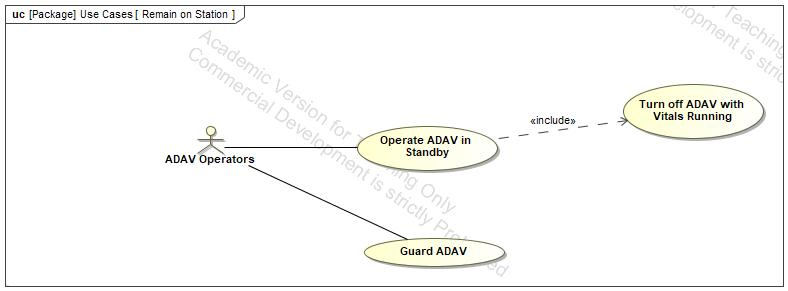 uc [Package] Use Cases [ Remain on Station ]
Academic Version for Teaching Only
Commercial Development is strictly
Teaching
ADAV Operators
Operate ADAV in
Standby
«include»
Turn off ADAV with
Vitals Running
Guard ADAV